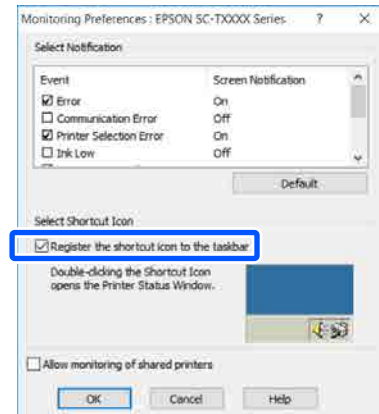 Monitoring Preferences : EPSON SC-TXXXX Series ? ×
Select Notification
Event Screen Notification
Error On
Communication Error Off
Printer Selection Error On
Ink Low Off
Default
Select Shortcut Icon
Register the shortcut icon to the taskbar
Double-clicking the Shortcut Icon
opens the Printer Status Window.
Allow monitoring of shared printers
OK Cancel Help